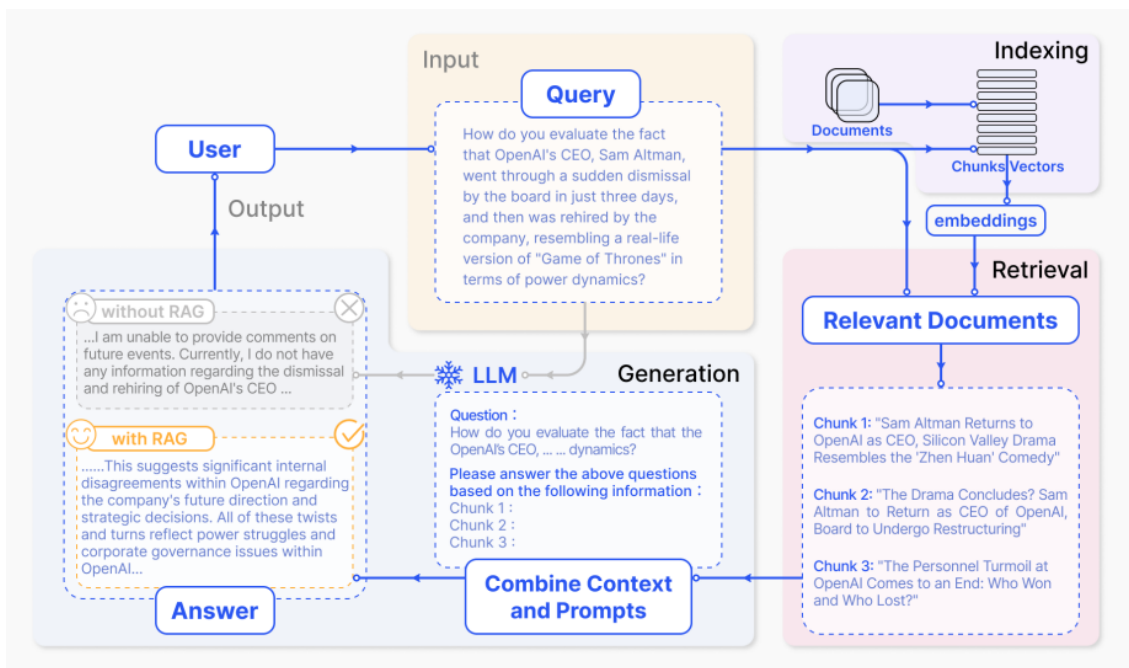 Input
Query
How do you evaluate the fact
that OpenAI's CEO, Sam Altman,
went through a sudden dismissal
by the board in just three days,
and then was rehired by the
company, resembling a real-life
version of "Game of Thrones" in
terms of power dynamics?
Indexing
Documents
Chunks Vectors
embeddings
User
Output
Retrieval
Relevant Documents
Chunk 1: "Sam Altman Returns to
OpenAI as CEO, Silicon Valley Drama
Resembles the 'Zhen Huan' Comedy"
Chunk 2: "The Drama Concludes? Sam
Altman to Return as CEO of OpenAI,
Board to Undergo Restructuring"
Chunk 3: "The Personnel Turmoil at
OpenAI Comes to an End: Who Won
and Who Lost?"
LLM
Generation
Question :
How do you evaluate the fact that the
OpenAI's CEO, ... ... dynamics?
Please answer the above questions
based on the following information :
Chunk 1 :
Chunk 2 :
Chunk 3 :
Combine Context
and Prompts
without RAG
...I am unable to provide comments on
future events. Currently, I do not have
any information regarding the dismissal
and rehiring of OpenAI's CEO ...
with RAG
......This suggests significant internal
disagreements within OpenAI regarding
the company's future direction and
strategic decisions. All of these twists
and turns reflect power struggles and
corporate governance issues within
OpenAI...
Answer